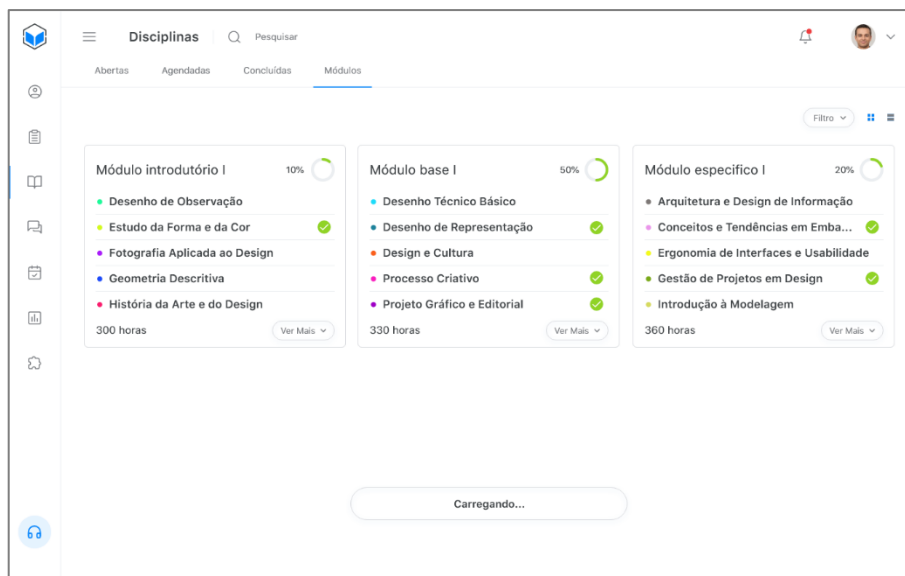 Disciplinas
Pesquisar
Abertas Agendadas Concluídas Módulos
Filtro
Módulo introdutório I 10%
Desenho de Observação
Estudo da Forma e da Cor
Fotografia Aplicada ao Design
Geometria Descritiva
História da Arte e do Design
300 horas Ver Mais
Módulo base I 50%
Desenho Técnico Básico
Desenho de Representação
Design e Cultura
Processo Criativo
Projeto Gráfico e Editorial
330 horas Ver Mais
Módulo especifico I 20%
Arquitetura e Design de Informação
Conceitos e Tendências em Emba...
Ergonomia de Interfaces e Usabilidade
Gestão de Projetos em Design
Introdução à Modelagem
360 horas Ver Mais
Carregando...